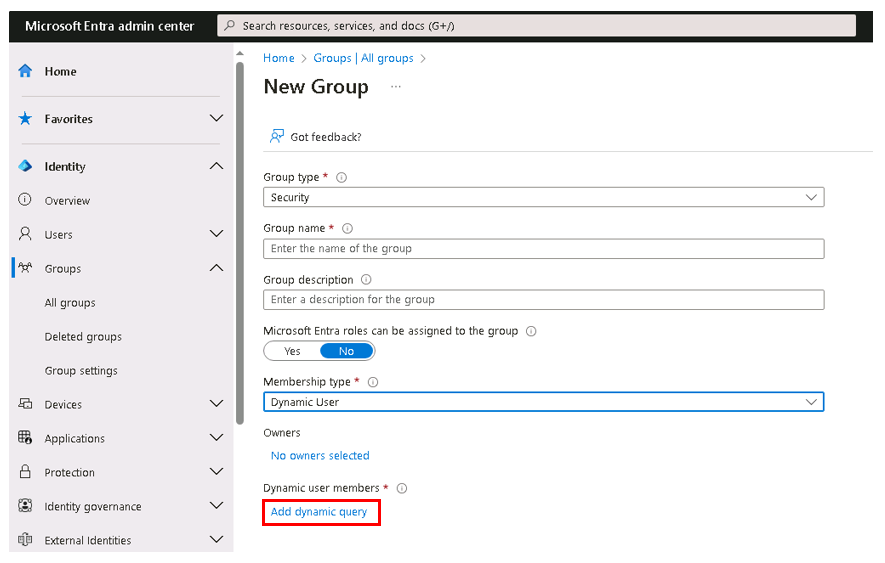 Microsoft Entra admin center
Search resources, services, and docs (G+/)
Home
Favorites
Identity
Overview
Users
Groups
All groups
Deleted groups
Group settings
Devices
Applications
Protection
Identity governance
External Identities
Home > Groups | All groups >
New Group ...
Got feedback?
Group type *
Security
Group name *
Enter the name of the group
Group description
Enter a description for the group
Microsoft Entra roles can be assigned to the group
Yes No
Membership type *
Dynamic User
Owners
No owners selected
Dynamic user members *
Add dynamic query